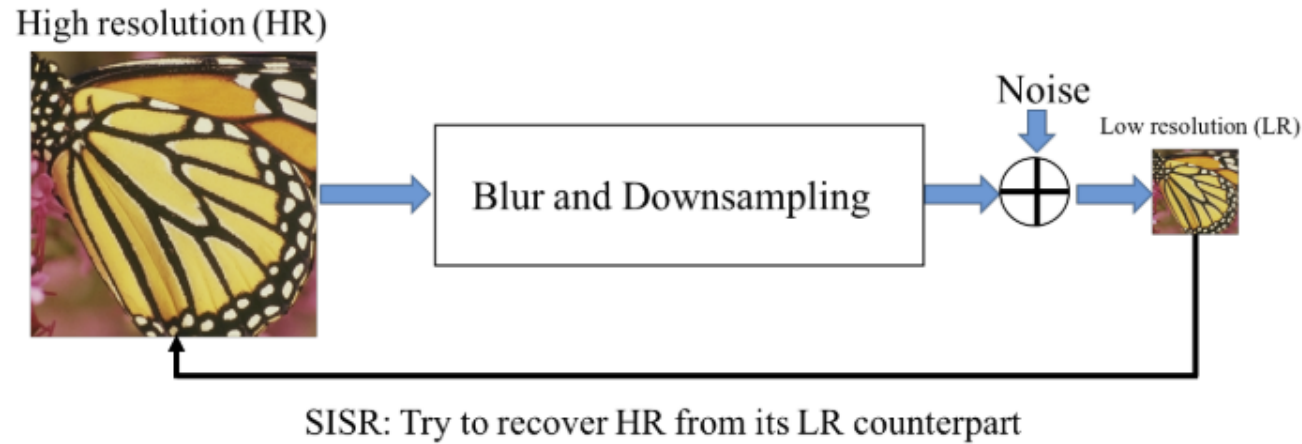 High resolution (HR)
Noise
Low resolution (LR)
Blur and Downsampling
SISR: Try to recover HR from its LR counterpart